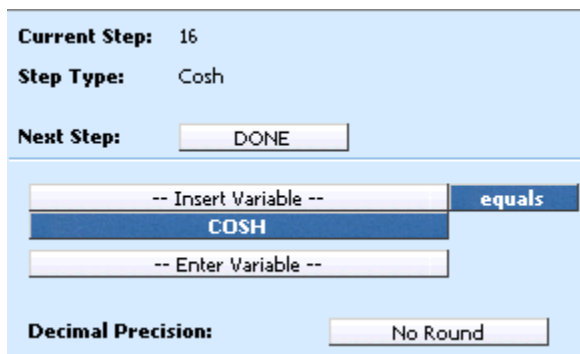 Current Step: 16
Step Type: Cosh
Next Step: DONE
-- Insert Variable -- equals
COSH
-- Enter Variable --
Decimal Precision: No Round